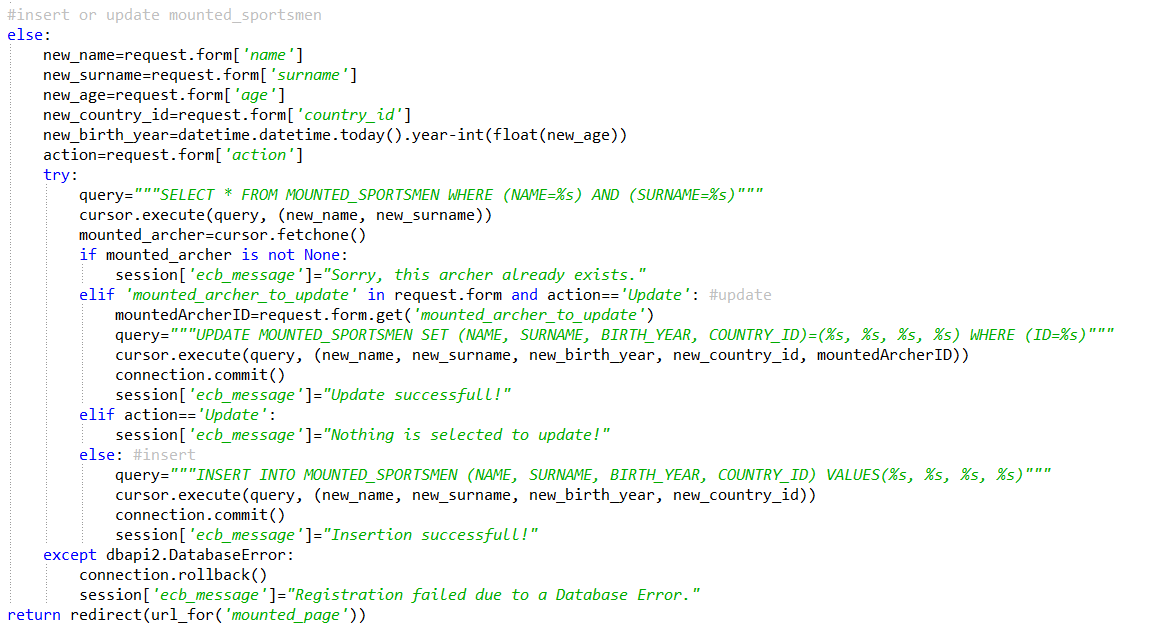 #insert or update mounted_sportsmen
else:
    new_name=request.form['name']
    new_surname=request.form['surname']
    new_age=request.form['age']
    new_country_id=request.form['country_id']
    new_birth_year=datetime.datetime.today().year-int(float(new_age))
    action=request.form['action']
    try:
        query="""SELECT * FROM MOUNTED_SPORTSMEN WHERE (NAME=%s) AND (SURNAME=%s)"""
        cursor.execute(query, (new_name, new_surname))
        mounted_archer=cursor.fetchone()
        if mounted_archer is not None:
            session['ecb_message']="Sorry, this archer already exists."
        elif 'mounted_archer_to_update' in request.form and action=='Update': #update
            mountedArcherID=request.form.get('mounted_archer_to_update')
            query="""UPDATE MOUNTED_SPORTSMEN SET (NAME, SURNAME, BIRTH_YEAR, COUNTRY_ID)=(%s, %s, %s, %s) WHERE (ID=%s)"""
            cursor.execute(query, (new_name, new_surname, new_birth_year, new_country_id, mountedArcherID))
            connection.commit()
            session['ecb_message']="Update successfull!"
        elif action=='Update':
            session['ecb_message']="Nothing is selected to update!"
        else: #insert
            query="""INSERT INTO MOUNTED_SPORTSMEN (NAME, SURNAME, BIRTH_YEAR, COUNTRY_ID) VALUES(%s, %s, %s, %s)"""
            cursor.execute(query, (new_name, new_surname, new_birth_year, new_country_id))
            connection.commit()
            session['ecb_message']="Insertion successfull!"
    except dbapi2.DatabaseError:
        connection.rollback()
        session['ecb_message']="Registration failed due to a Database Error."
return redirect(url_for('mounted_page'))